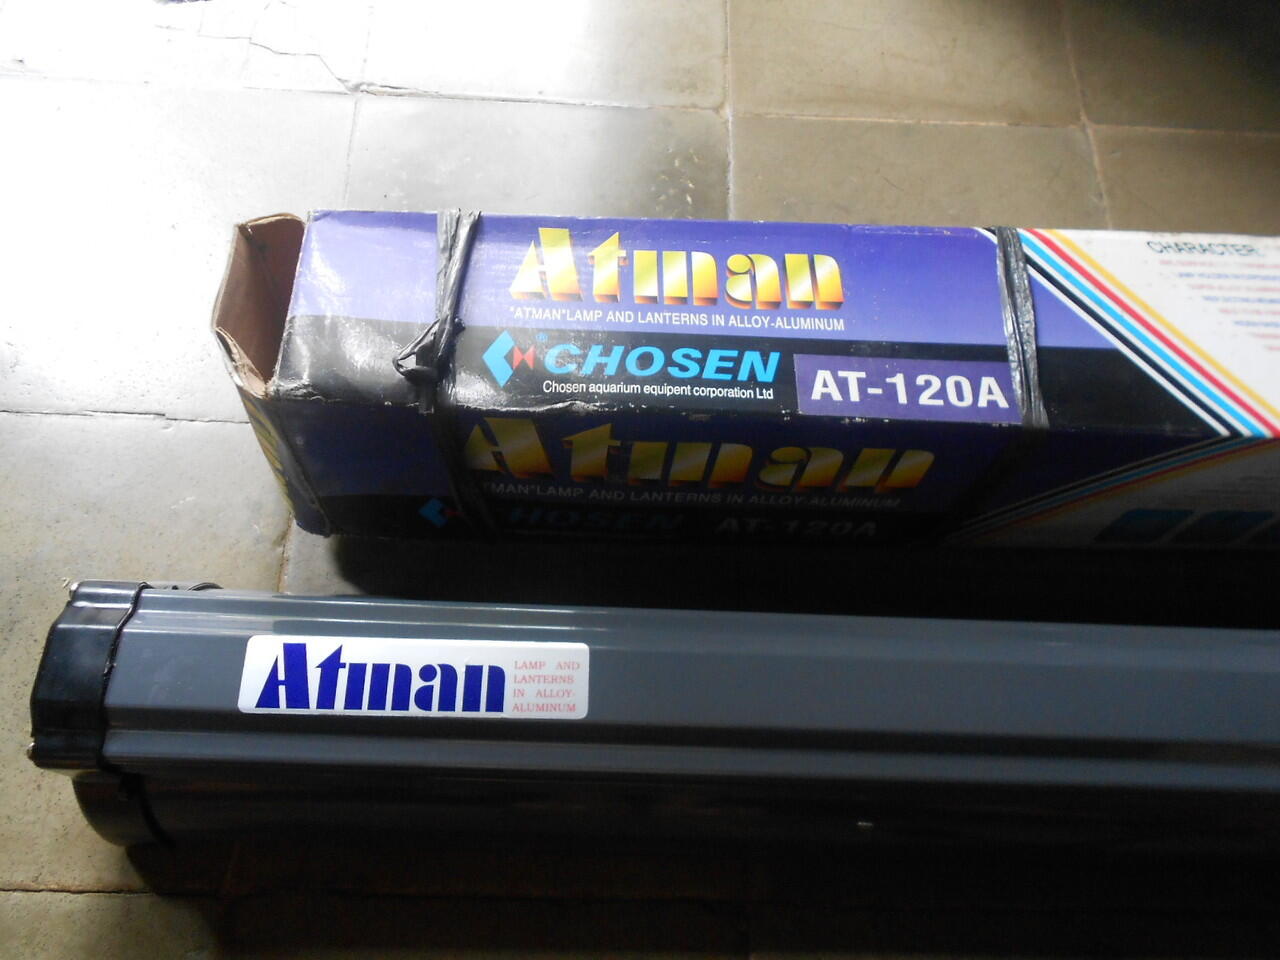 Atman
"ATMAN"LAMP AND LANTERNS IN ALLOY-ALUMINUM
®CHOSEN
Chosen aquarium equipent corporation Ltd
AT-120A
CHARACTER:
Atman
TMAN"LAMP AND LANTERNS IN ALLOY-ALUMINUM
CHOSEN AT-120A
Atman
LAMP AND
LANTERNS
IN ALLOY-
ALUMINUM